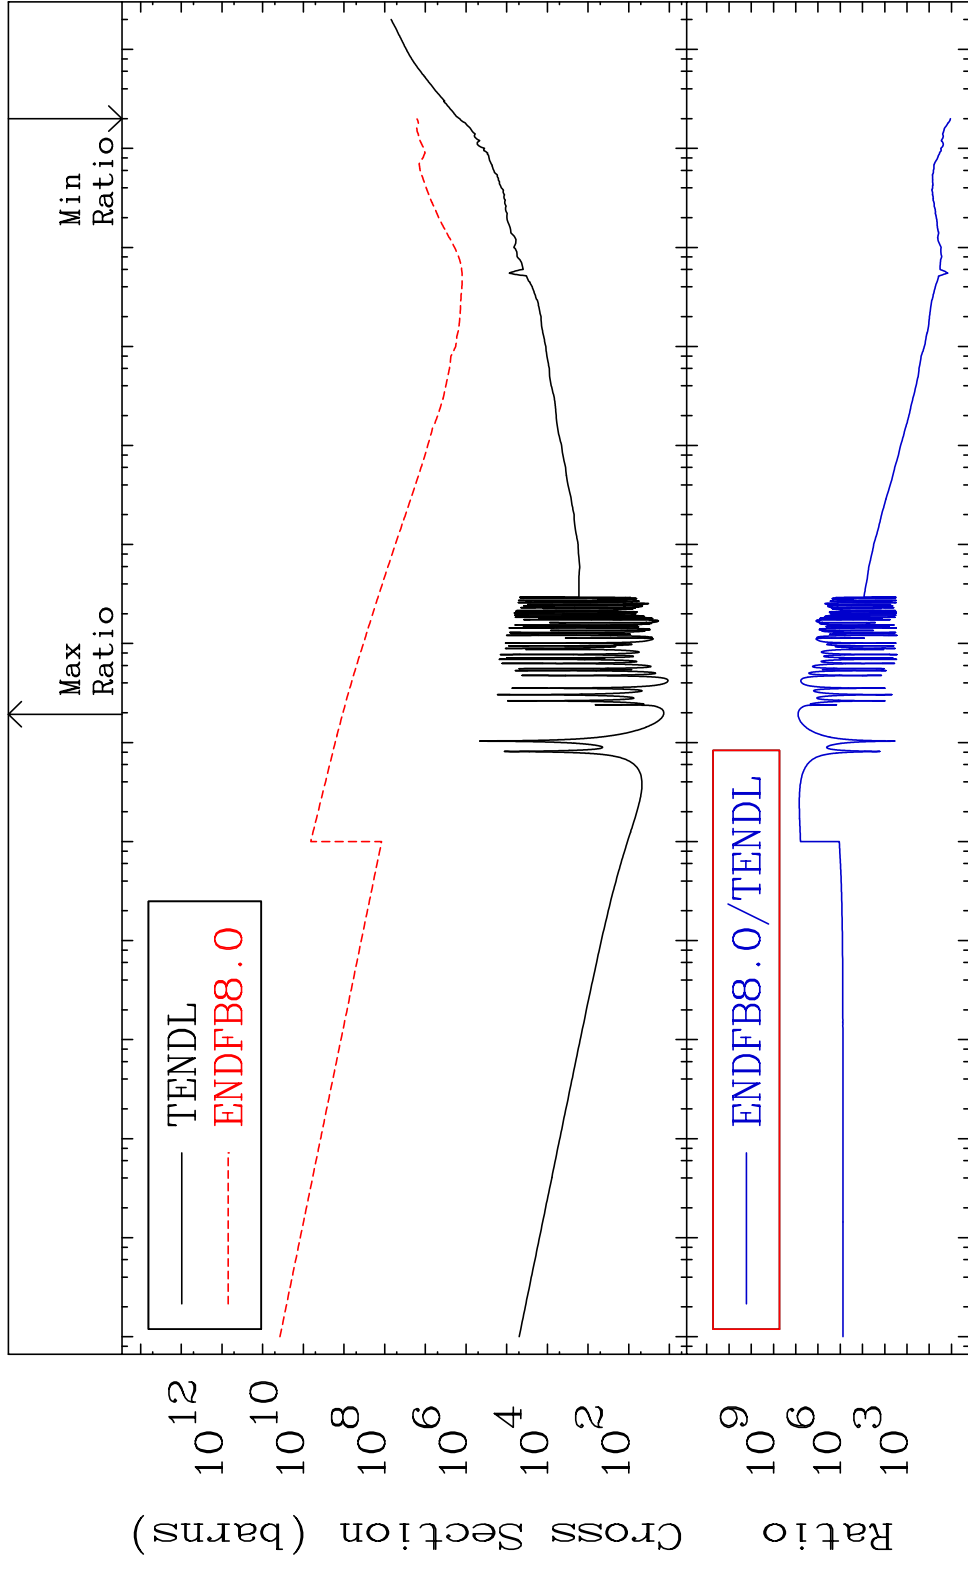 Max
Ratio
Min
Ratio
TENDL
ENDFB8.0
Cross Section (barns)
10 12
10 10
10 8
10 6
10 4
10 2
ENDFB8.0/TENDL
Ratio
10 9
10 6
10 3